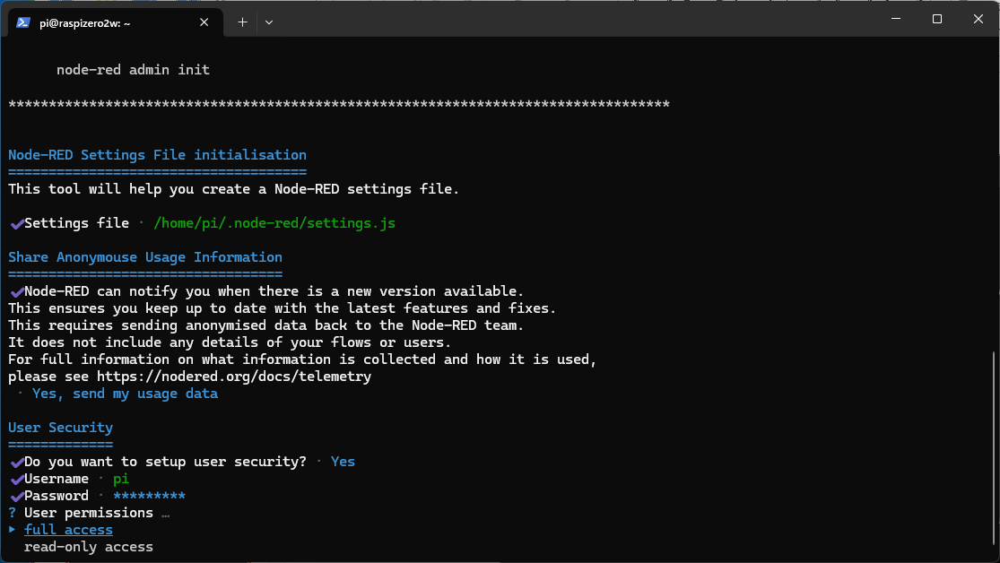 pi@raspizero2w: ~
node-red admin init
**********************************************************************************
Node-RED Settings File initialisation
=====================================
This tool will help you create a Node-RED settings file.
✔Settings file · /home/pi/.node-red/settings.js
Share Anonymouse Usage Information
==================================
✔Node-RED can notify you when there is a new version available.
This ensures you keep up to date with the latest features and fixes.
This requires sending anonymised data back to the Node-RED team.
It does not include any details of your flows or users.
For full information on what information is collected and how it is used,
please see https://nodered.org/docs/telemetry
· Yes, send my usage data
User Security
=============
✔Do you want to setup user security? · Yes
✔Username · pi
✔Password · *********
? User permissions …
▸ full access
read-only access